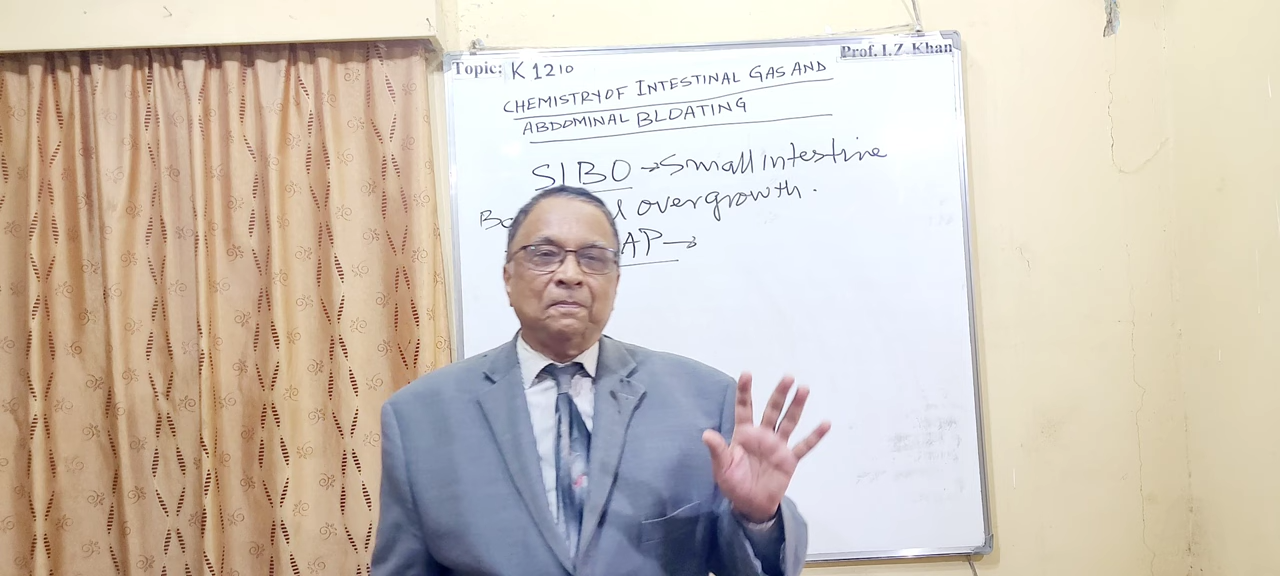 Prof. I.Z. Khan
Topic: K 1210
CHEMISTRY OF INTESTINAL GAS AND
ABDOMINAL BLOATING
SIBO → Small intestine
overgrowth.
AP →